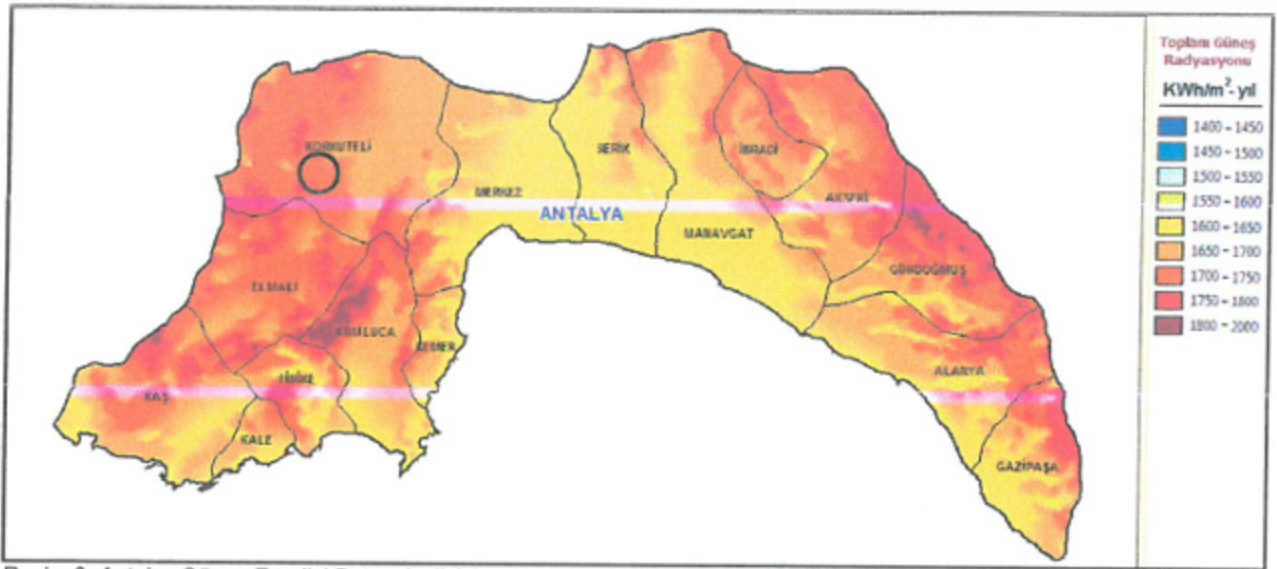 Toplam Güneş
Radyasyonu
KWh/m²-yıl
1400 - 1450
1450 - 1500
1500 - 1550
1550 - 1600
1600 - 1650
1650 - 1700
1700 - 1750
1750 - 1800
1800 - 2000
KORKUTELİ
SERİK
İBRADI
MERKEZ
AKSEKİ
ANTALYA
MANAVGAT
GÜNDOĞMUŞ
ELMALI
KUMLUCA
KEMER
FİNİKE
ALANYA
KAŞ
KALE
GAZİPAŞA